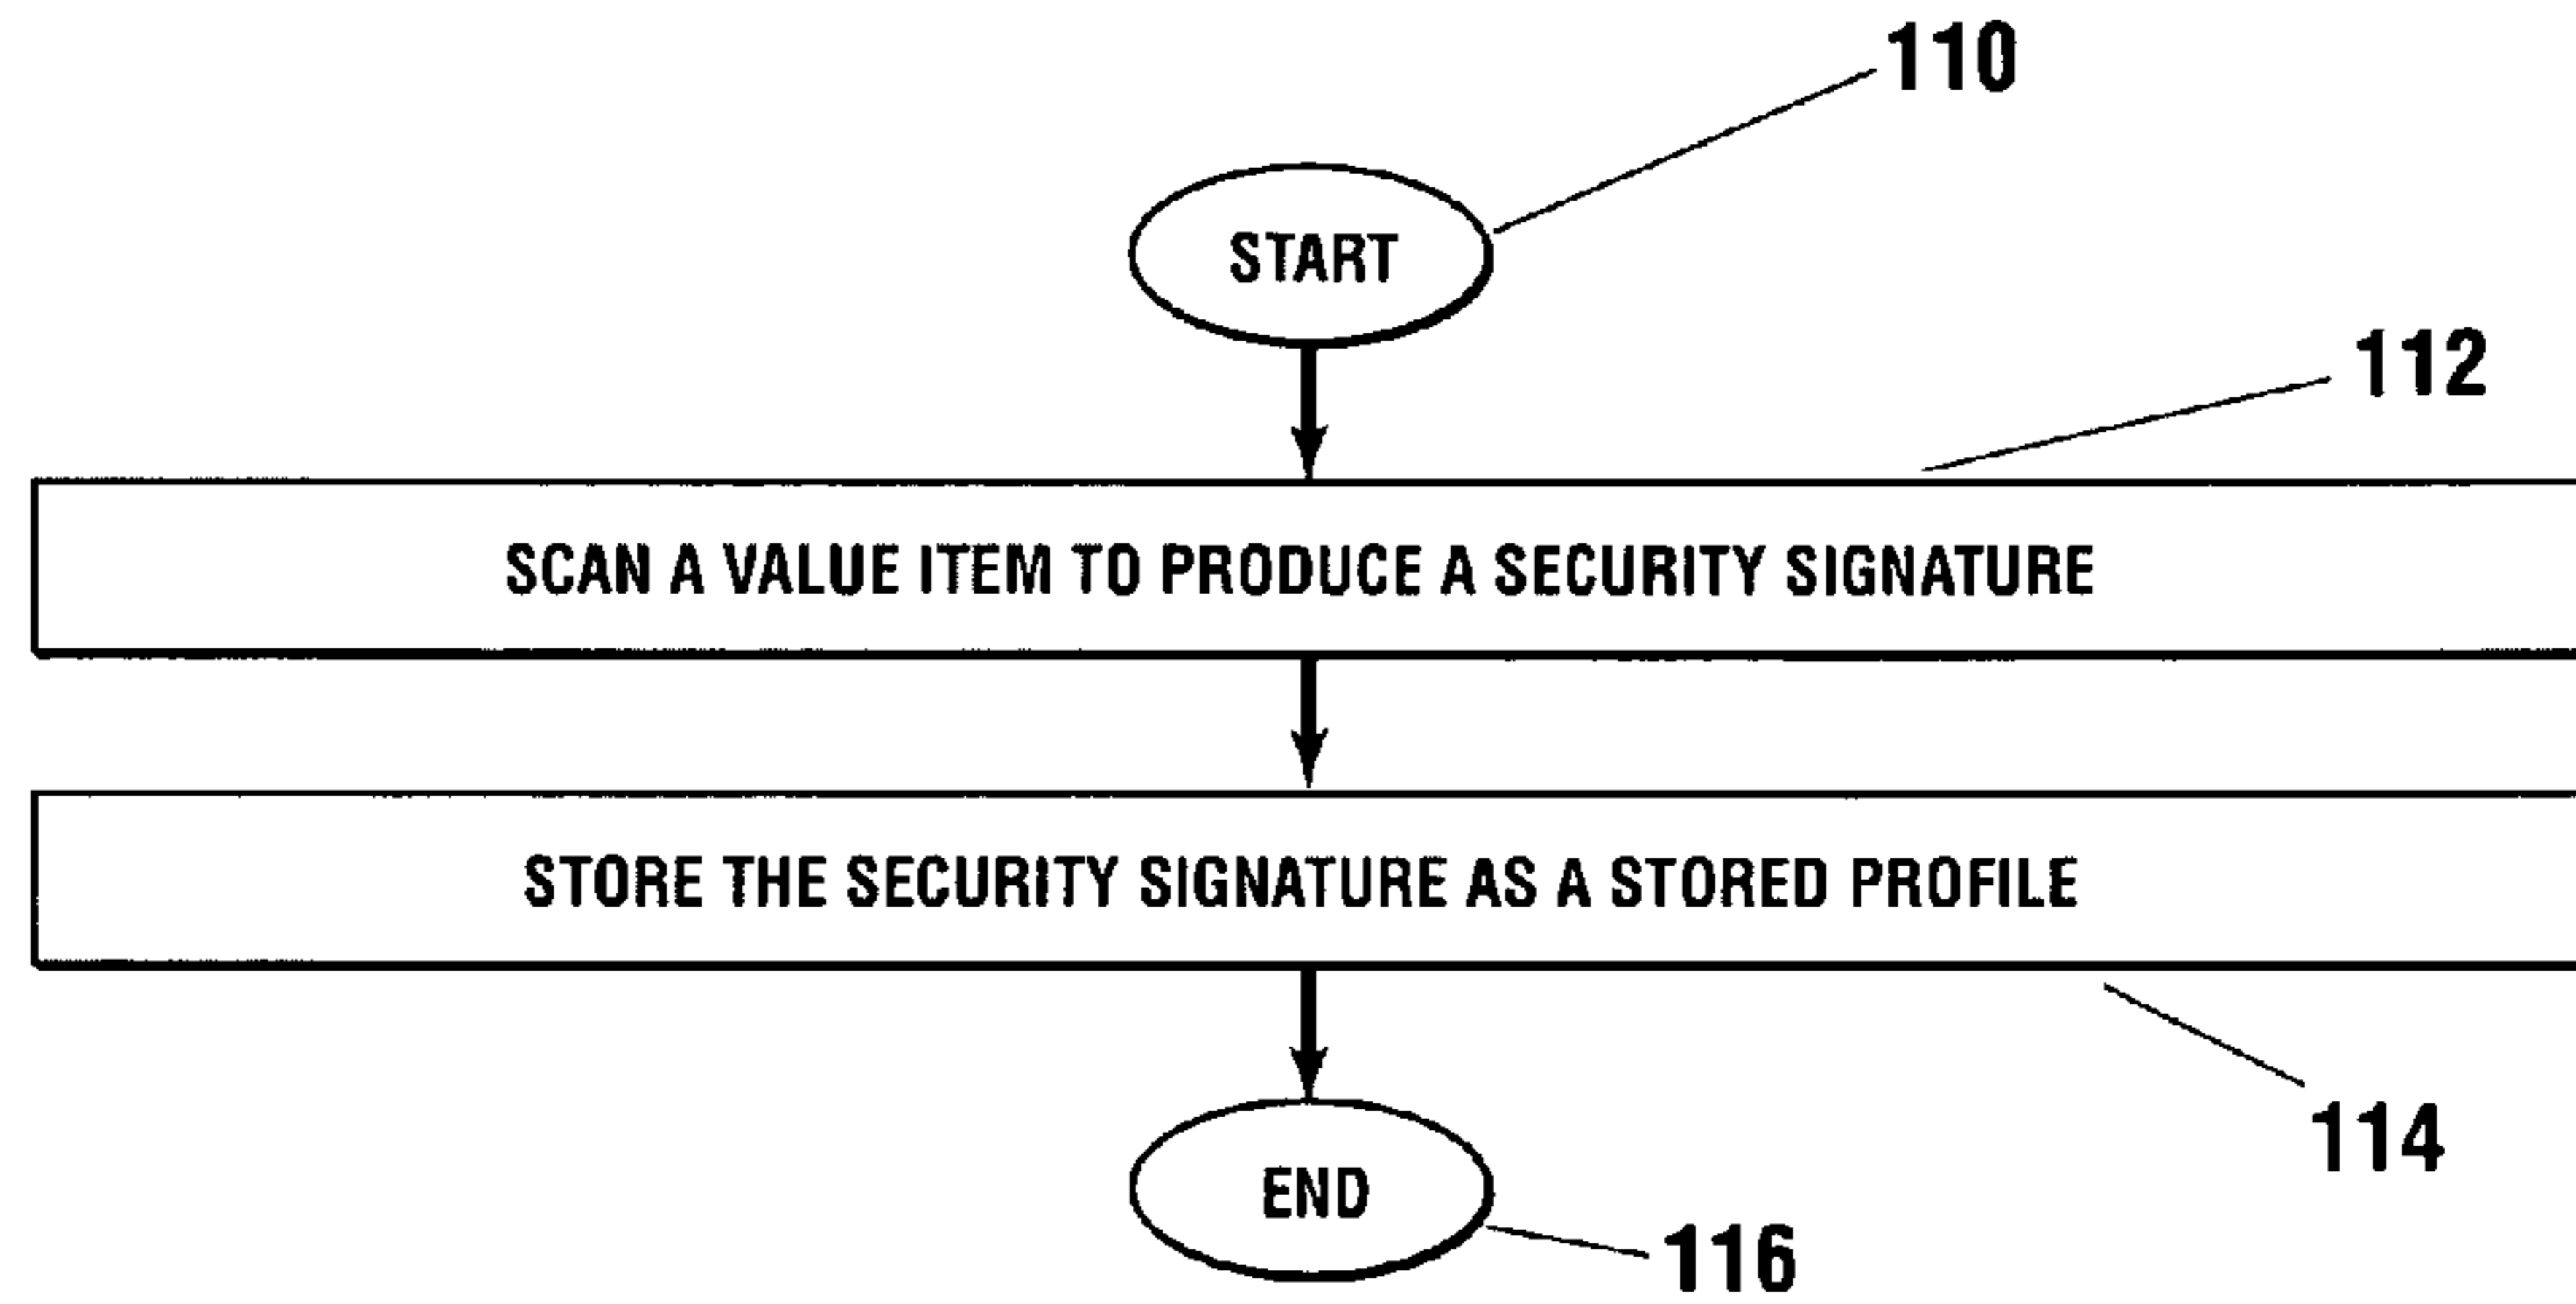 110
START
112
SCAN A VALUE ITEM TO PRODUCE A SECURITY SIGNATURE
STORE THE SECURITY SIGNATURE AS A STORED PROFILE
114
END
116